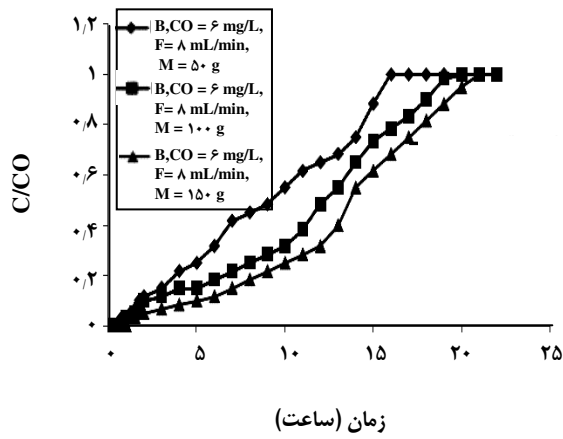 B,CO = ۶ mg/L,
F= ۸ mL/min,
M = ۵۰ g
B,CO = ۶ mg/L,
F= ۸ mL/min,
M = ۱۰۰ g
B,CO = ۶ mg/L,
F= ۸ mL/min,
M = ۱۵۰ g
C/CO
۱٫۲
۱
۰٫۸
۰٫۶
۰٫۴
۰٫۲
۰
۰ ۵ ۱۰ ۱۵ ۲۰ ۲۵
زمان (ساعت)